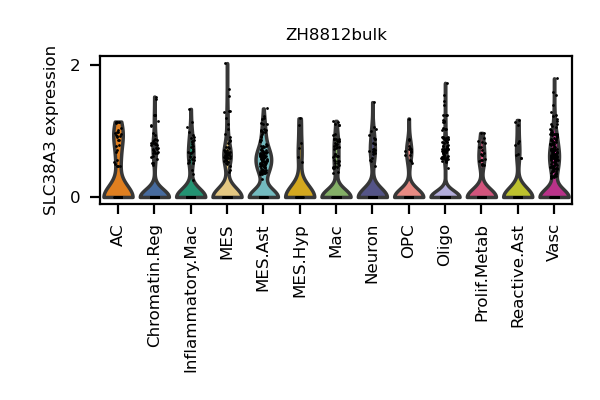 ZH8812bulk
SLC38A3 expression
2
0
AC
Chromatin.Reg
Inflammatory.Mac
MES
MES.Ast
MES.Hyp
Mac
Neuron
OPC
Oligo
Prolif.Metab
Reactive.Ast
Vasc